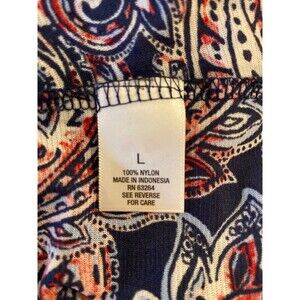 L
100% NYLON
MADE IN INDONESIA
RN 63264
SEE REVERSE
FOR CARE